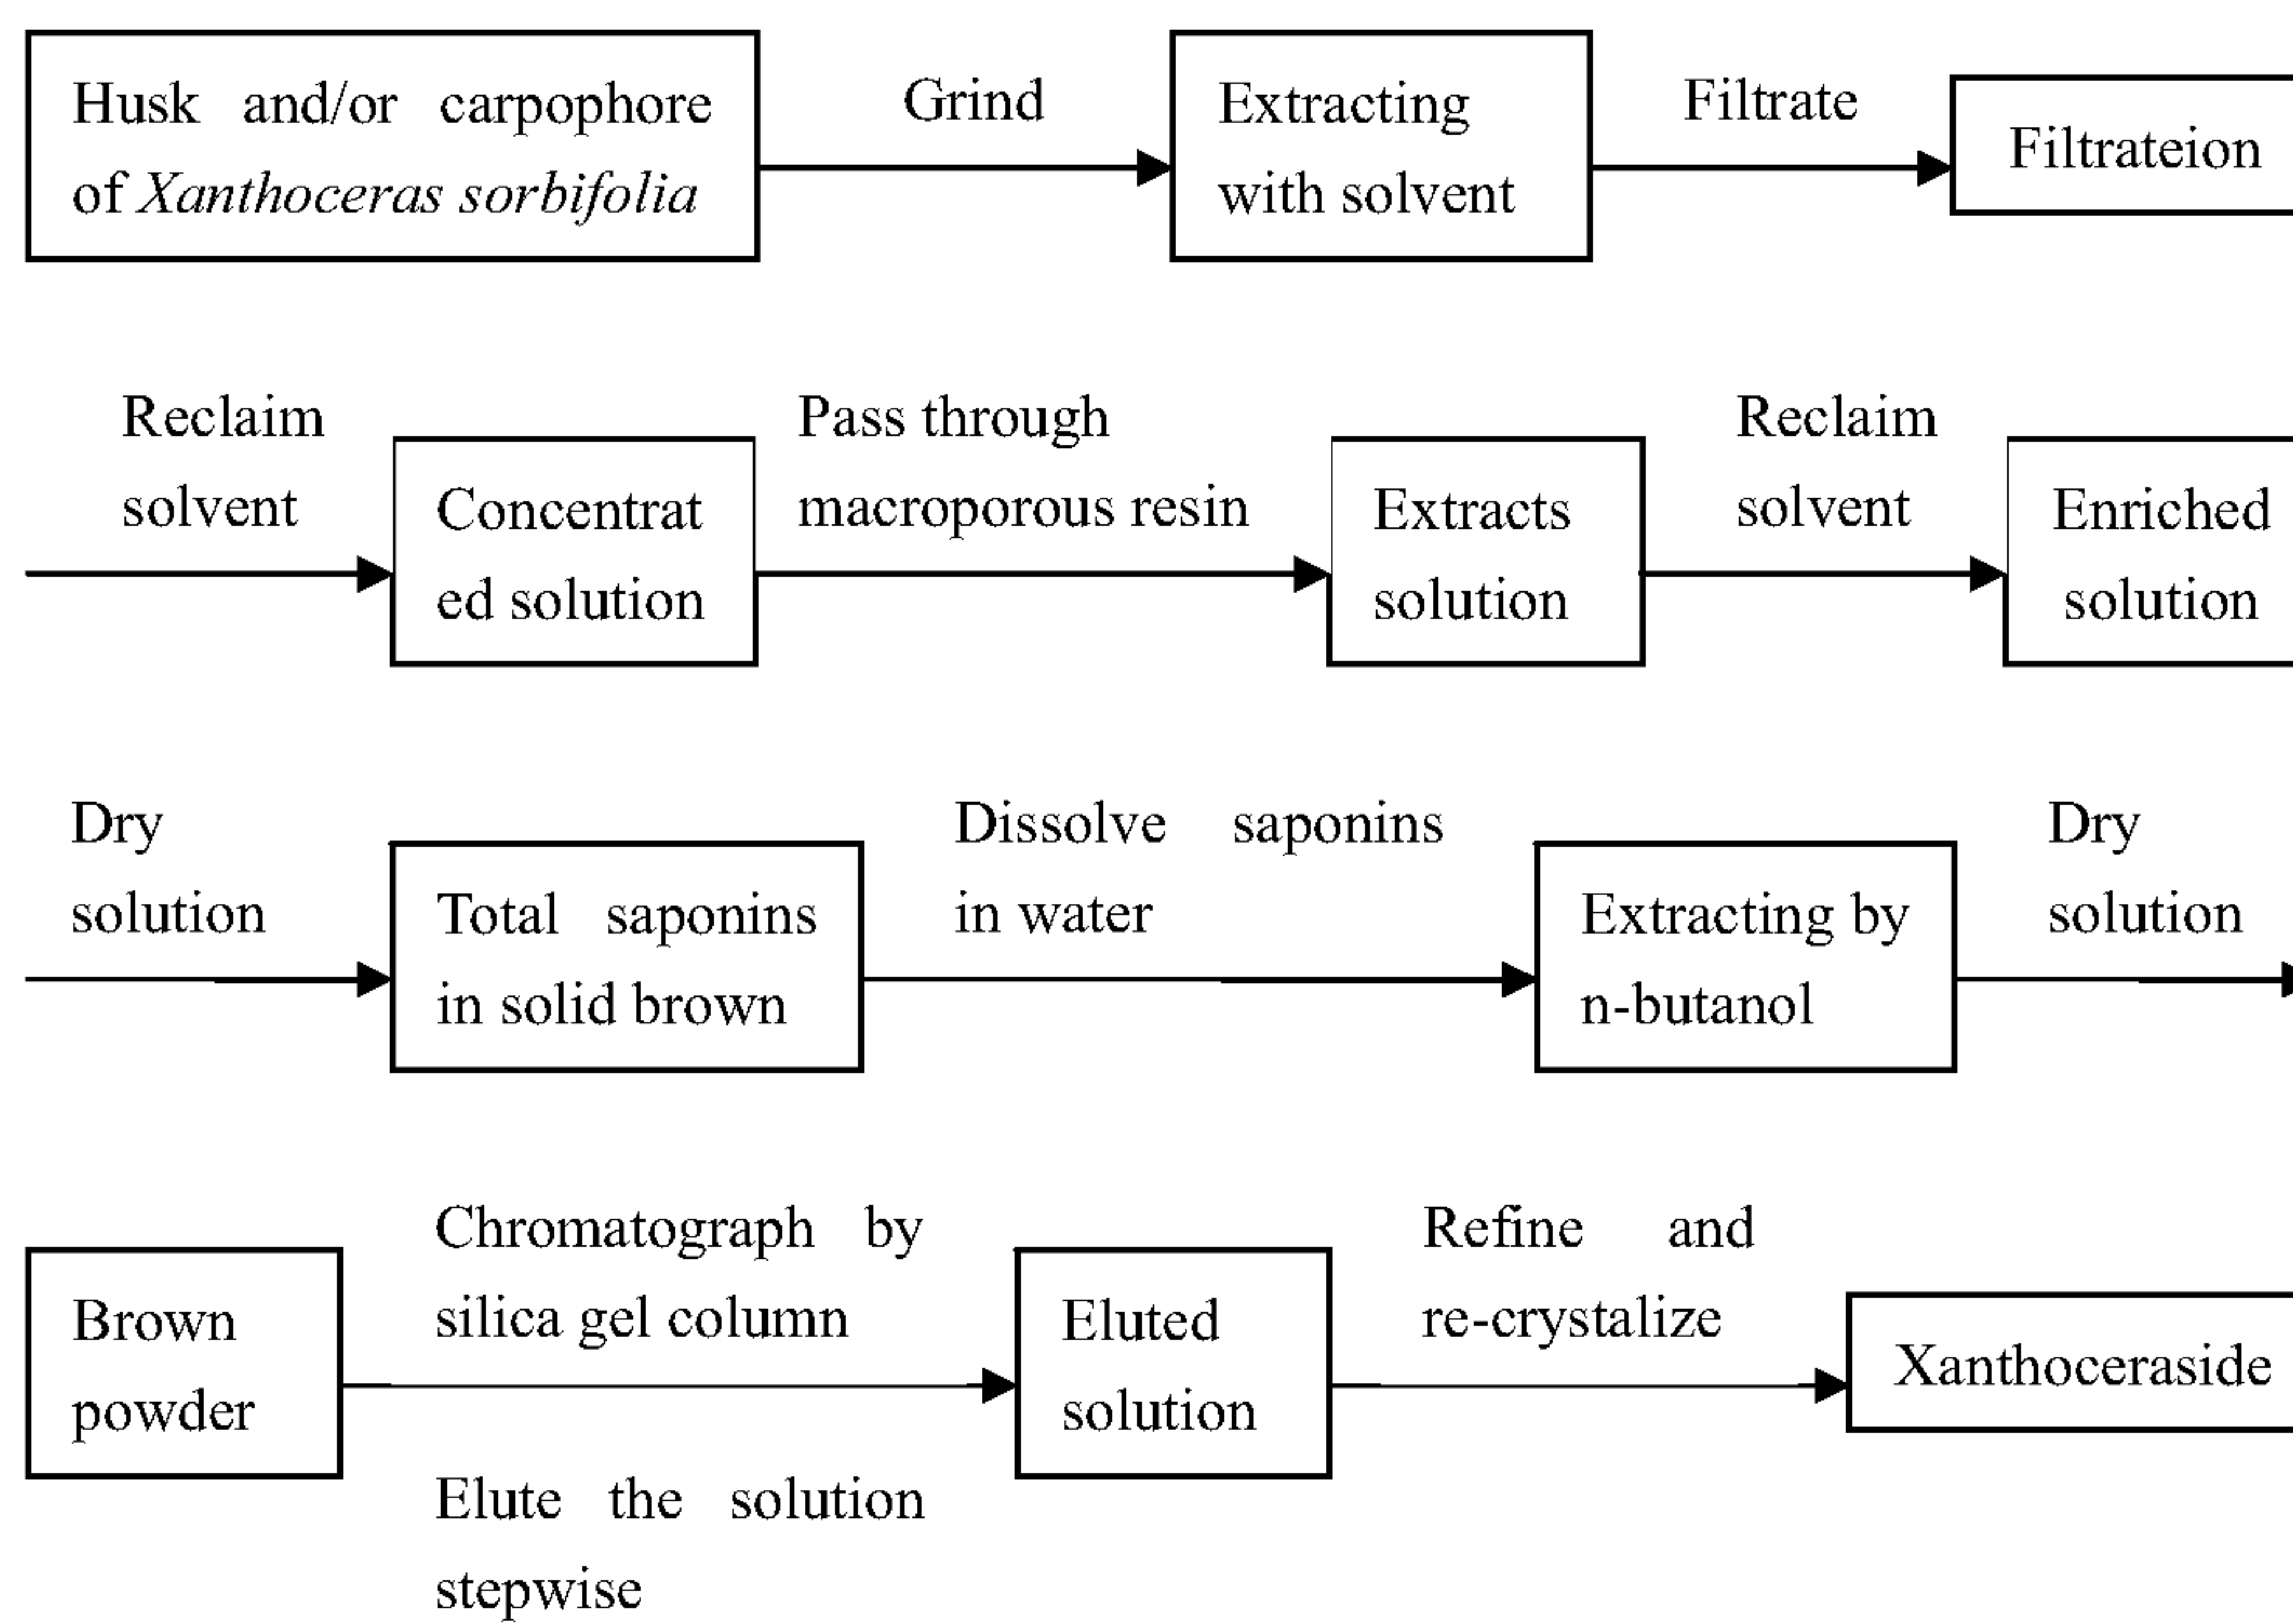 Husk and/or carpophore
of Xanthoceras sorbifolia
Grind
Extracting
with solvent
Filtrate
Filtrateion
Reclaim
solvent
Concentrat
ed solution
Pass through
macroporous resin
Extracts
solution
Reclaim
solvent
Enriched
solution
Dry
solution
Total saponins
in solid brown
Dissolve saponins
in water
Extracting by
n-butanol
Dry
solution
Brown
powder
Chromatograph by
silica gel column
Elute the solution
stepwise
Eluted
solution
Refine and
re-crystalize
Xanthoceraside